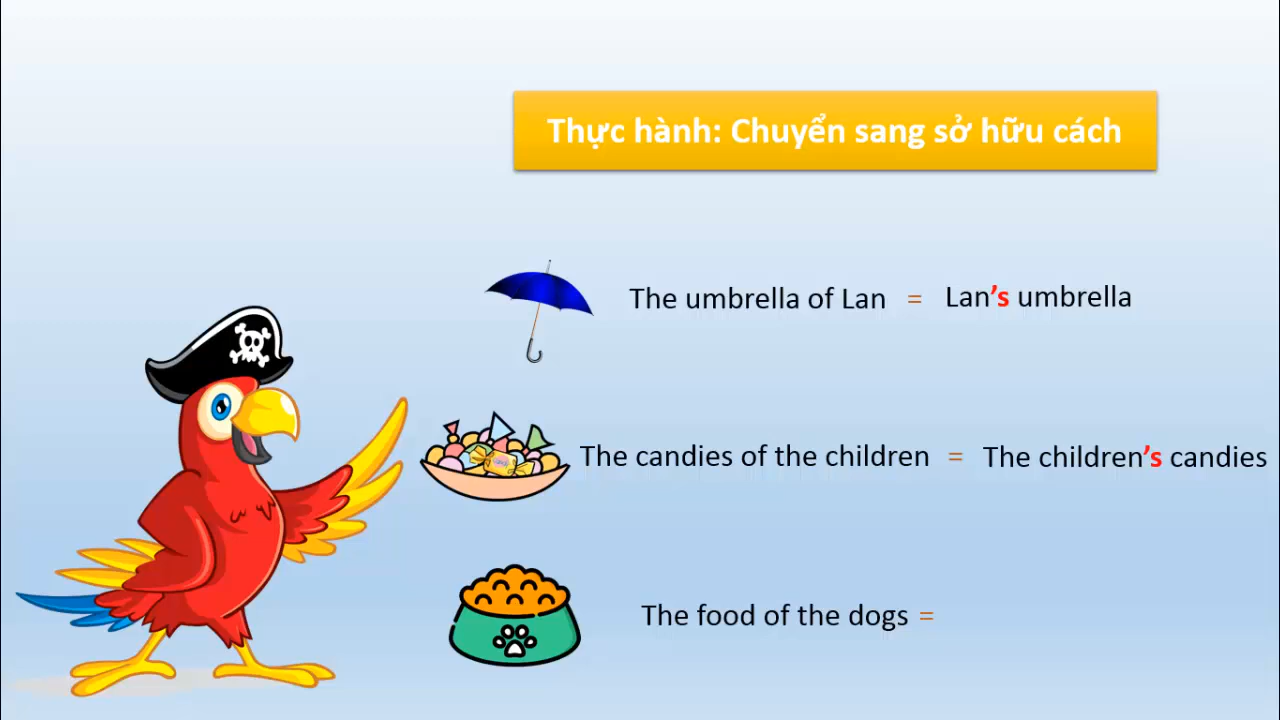 Thực hành: Chuyển sang sở hữu cách
The umbrella of Lan = Lan’s umbrella
The candies of the children = The children’s candies
The food of the dogs =